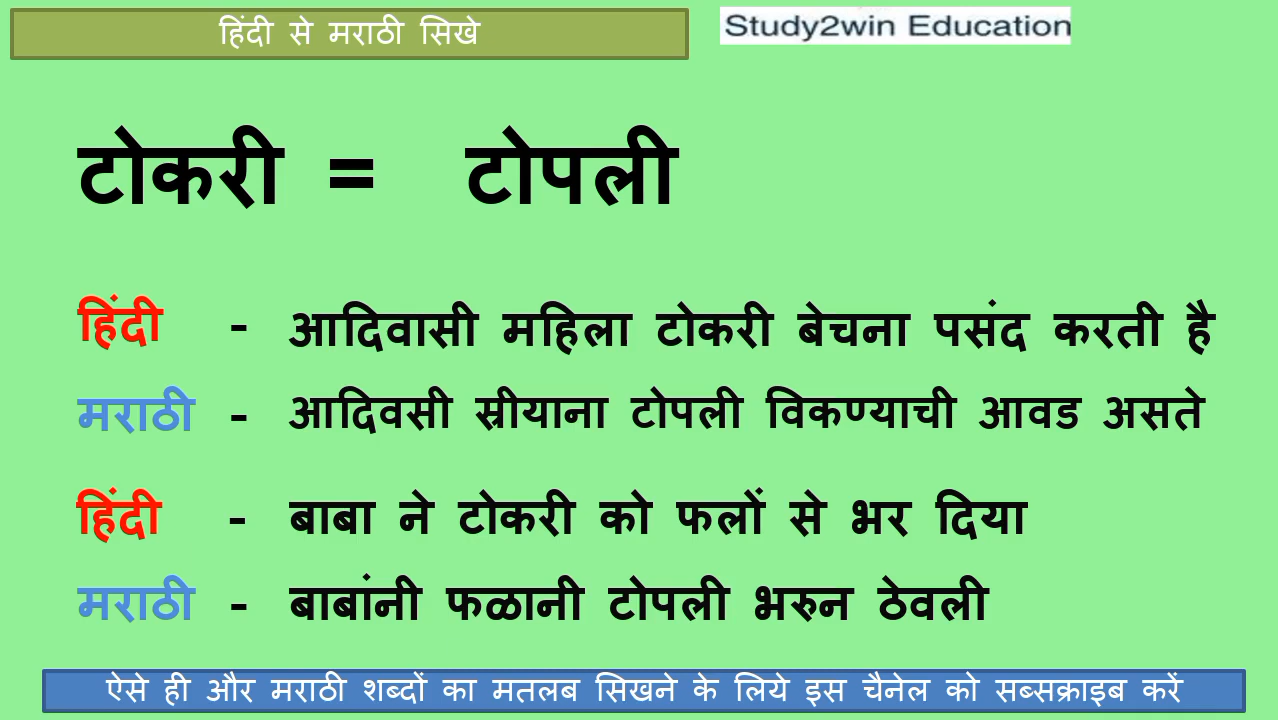 हिंदी से मराठी सिखे
Study2win Education
टोकरी = टोपली
हिंदी - आदिवासी महिला टोकरी बेचना पसंद करती है
मराठी - आदिवसी स्रीयाना टोपली विकण्याची आवड असते
हिंदी - बाबा ने टोकरी को फलों से भर दिया
मराठी - बाबांनी फळानी टोपली भरुन ठेवली
ऐसे ही और मराठी शब्दों का मतलब सिखने के लिये इस चैनेल को सब्सक्राइब करें